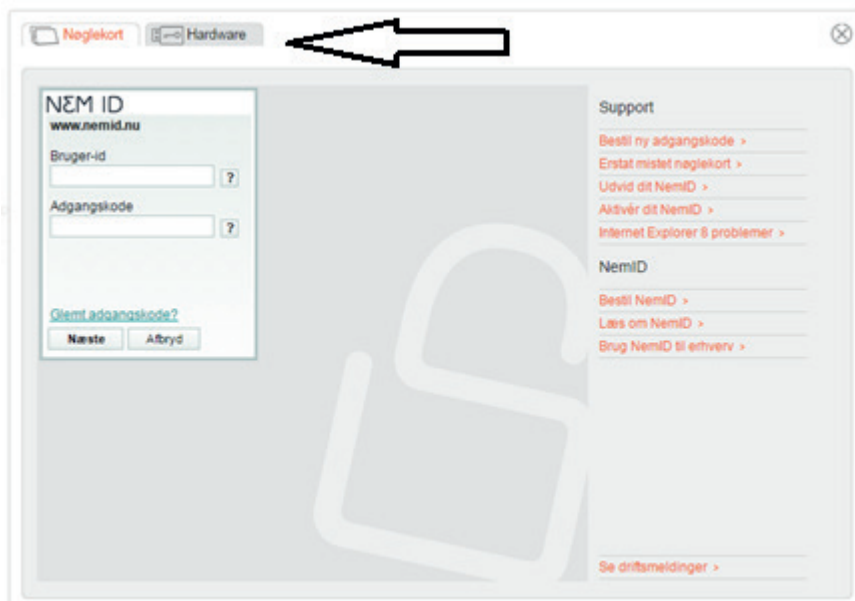 Nøglekort
Hardware
NEM ID
www.nemid.nu
Bruger-id
?
Adgangskode
?
Glemt adgangskode?
Næste
Afbryd
Support
Bestil ny adgangskode >
Erstat mistet nøglekort >
Udvid dit NemID >
Aktivér dit NemID >
Internet Explorer 8 problemer >
NemID
Bestil NemID >
Læs om NemID >
Brug NemID til erhverv >
Se driftsmeldinger >